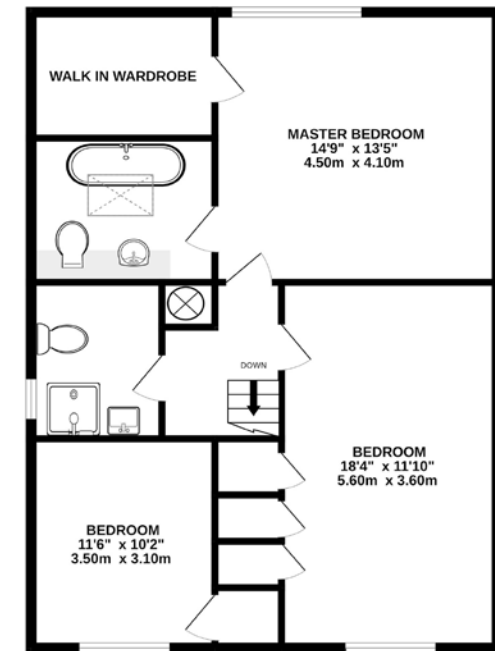 WALK IN WARDROBE
MASTER BEDROOM
14'9" x 13'5"
4.50m x 4.10m
DOWN
BEDROOM
18'4" x 11'10"
5.60m x 3.60m
BEDROOM
11'6" x 10'2"
3.50m x 3.10m